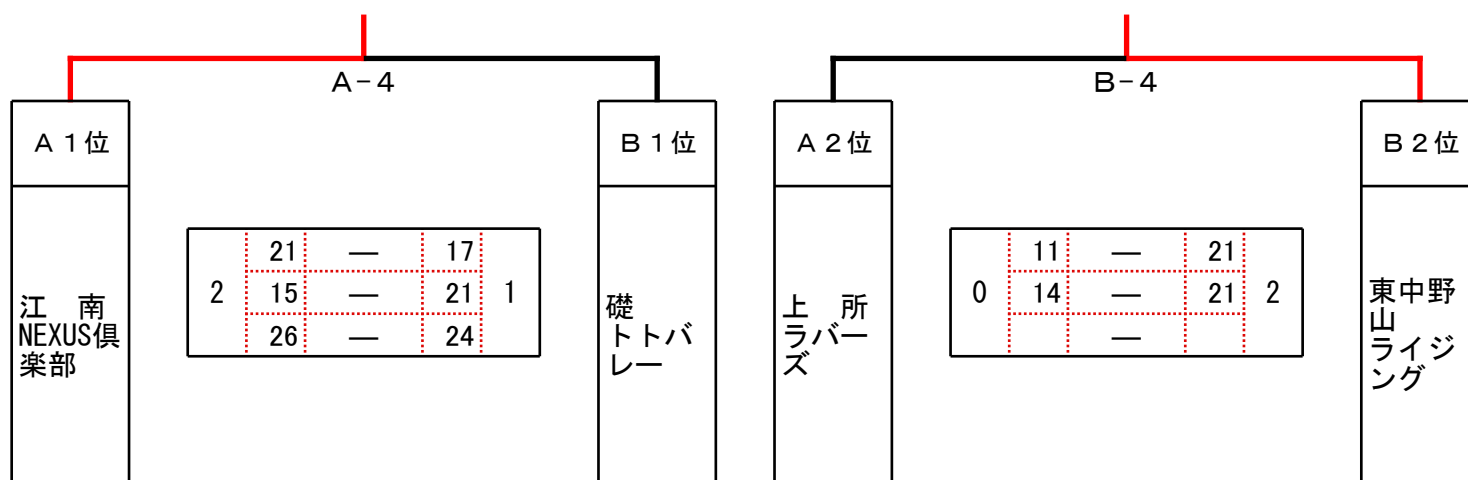 A-4
B-4
A1位
B1位
A2位
B2位
2 21 ― 17 1
15 ― 21
26 ― 24
0 11 ― 21 2
14 ― 21
―
江　南
NEXUS倶
楽部
礎
トトバ
レー
上　所
ラバー
ズ
東中野
山
ライジ
ング